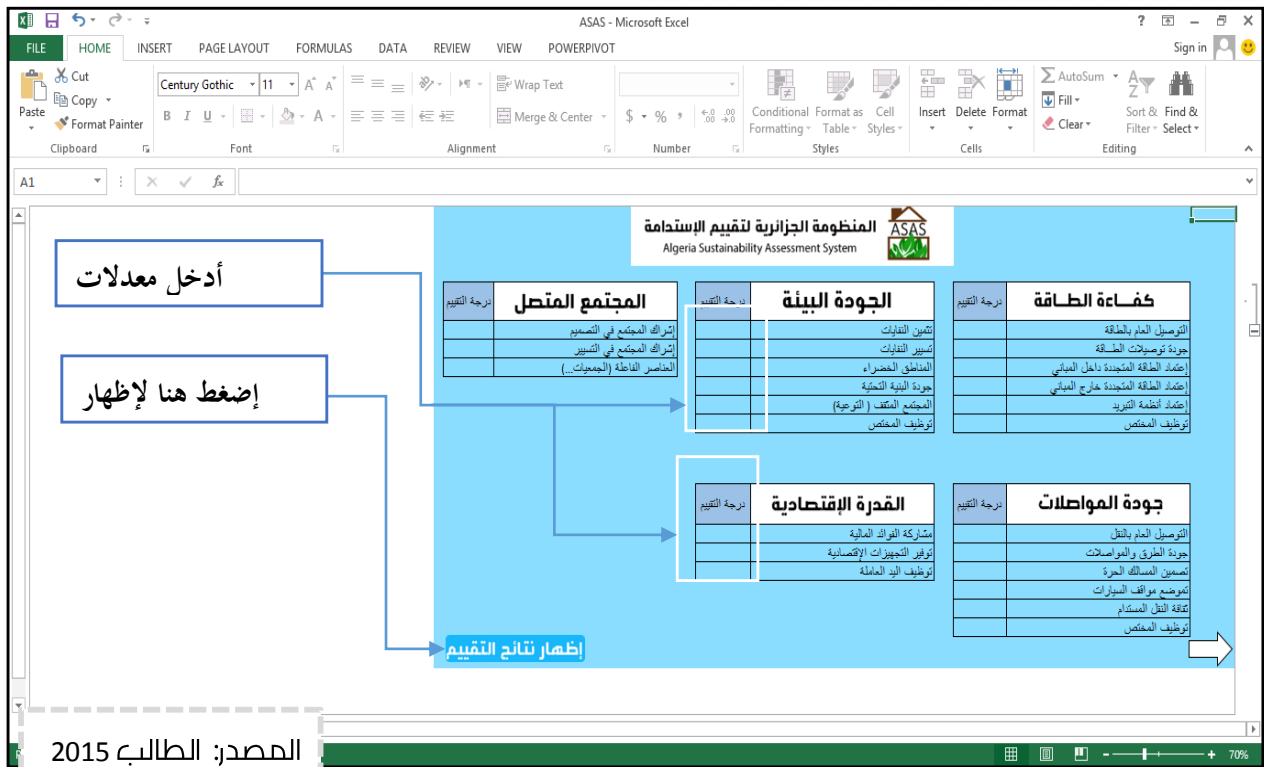 ASAS - Microsoft Excel
FILE HOME INSERT PAGE LAYOUT FORMULAS DATA REVIEW VIEW POWERPIVOT Sign in
Paste
Cut
Copy
Format Painter
Clipboard
Century Gothic 11
B I U
Font
Wrap Text
Merge & Center
Alignment
$ % ,
Number
Conditional Formatting
Format as Table
Cell Styles
Styles
Insert Delete Format
Cells
AutoSum
Fill
Clear
Sort & Filter
Find & Select
Editing
A1
fx
المنظومة الجزائرية لتقييم الإستدامة
Algeria Sustainability Assessment System
ASAS
أدخل معدلات
إضغط هنا لإظهار
كفــاءة الطــاقة درجة التقييم
التوصيل العام بالطاقة
جودة توصيلات الطــاقة
إعتماد الطاقة المتجددة داخل المباني
إعتماد الطاقة المتجددة خارج المباني
إعتماد أنظمة التبريد
توظيف المختص
الجودة البيئة درجة التقييم
تثمين النفايات
تسيير النفايات
المناطق الخضراء
جودة البنية التحتية
المجتمع المثقف ( التوعية)
توظيف المختص
المجتمع المتصل درجة التقييم
إشراك المجتمع في التصميم
إشراك المجتمع في التسيير
العناصر الفاعلة (الجمعيات...)
جودة المواصلات درجة التقييم
التوصيل العام بالنقل
جودة الطرق والمواصلات
تضمين المسالك الحرة
تموضع مواقف السيارات
ثقافة النقل المستدام
توظيف المختص
القدرة الإقتصادية درجة التقييم
مشاركة الفوائد المالية
توفير التجهيزات الإقتصادية
توظيف اليد العاملة
إظهار نتائج التقييم
المصدر: الطالب 2015
70%